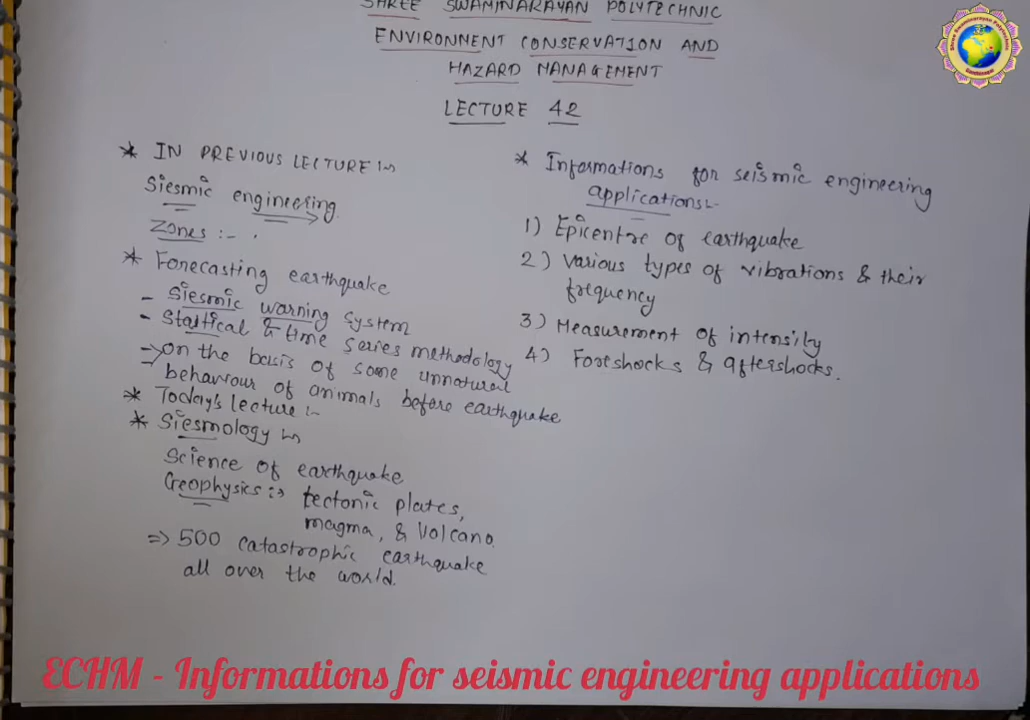 SHREE SWAMINARAYAN POLYTECHNIC
ENVIRONMENT CONSERVATION AND
HAZARD MANAGEMENT
LECTURE 42
* IN PREVIOUS LECTURE :-
Siesmic engineering
Zones :-
* Forecasting earthquake
- Siesmic warning system
- Stastical & time series methodology
-> on the basis of some unnatural
behaviour of animals before earthquake
* Today's lecture :-
* Siesmology :-
Science of earthquake
Geophysics :-> tectonic plates,
magma, & Volcano.
=> 500 catastrophic earthquake
all over the world.
* Informations for seismic engineering
applications :-
1) Epicentre of earthquake
2) Various types of vibrations & their
frequency
3) Measurement of intensity
4) Foreshocks & aftershocks.
ECHM - Informations for seismic engineering applications